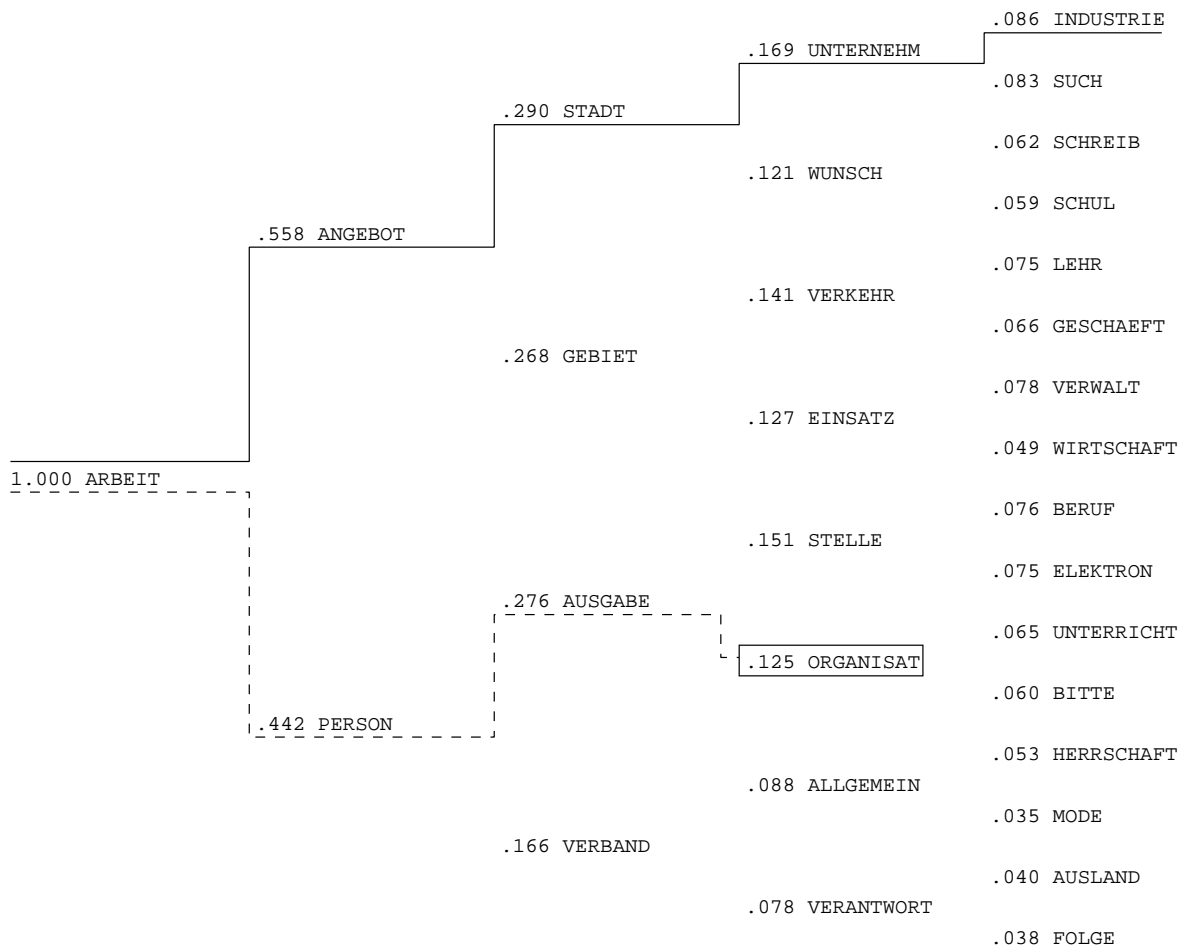 .086 INDUSTRIE
.169 UNTERNEHM
.083 SUCH
.290 STADT
.062 SCHREIB
.121 WUNSCH
.059 SCHUL
.558 ANGEBOT
.075 LEHR
.141 VERKEHR
.066 GESCHAEFT
.268 GEBIET
.078 VERWALT
.127 EINSATZ
.049 WIRTSCHAFT
1.000 ARBEIT
.076 BERUF
.151 STELLE
.075 ELEKTRON
.276 AUSGABE
.065 UNTERRICHT
.125 ORGANISAT
.060 BITTE
.442 PERSON
.053 HERRSCHAFT
.088 ALLGEMEIN
.035 MODE
.166 VERBAND
.040 AUSLAND
.078 VERANTWORT
.038 FOLGE